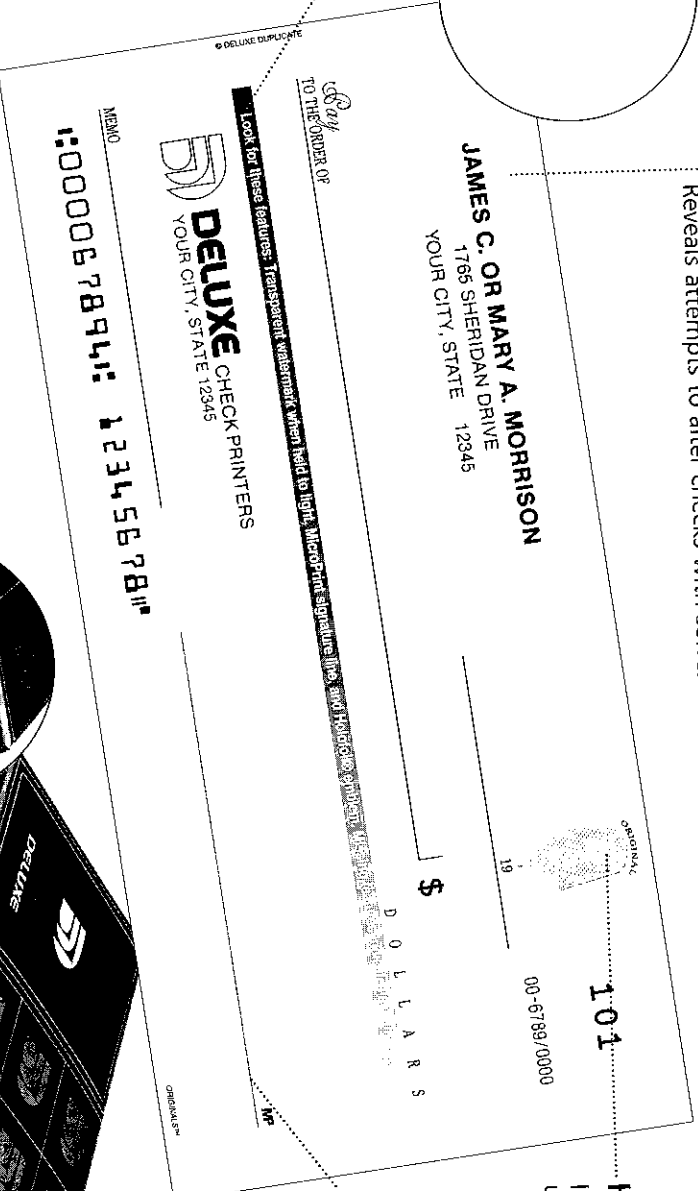 Reveals attempts to alter checks with
JAMES C. OR MARY A. MORRISON
1765 SHERIDAN DRIVE
YOUR CITY, STATE 12345
ORIGINAL
101
00-6789/0000
19
Pay
TO THE ORDER OF
$
DOLLARS
Look for these features: Transparent watermark when held to light, MicroPrint signature line, and Holofoile emblem.
DELUXE CHECK PRINTERS
YOUR CITY, STATE 12345
MEMO
MP
⑆000067894⑆ 12345678⑈
© DELUXE DUPLICATE
ORIGINALS™
DELUXE